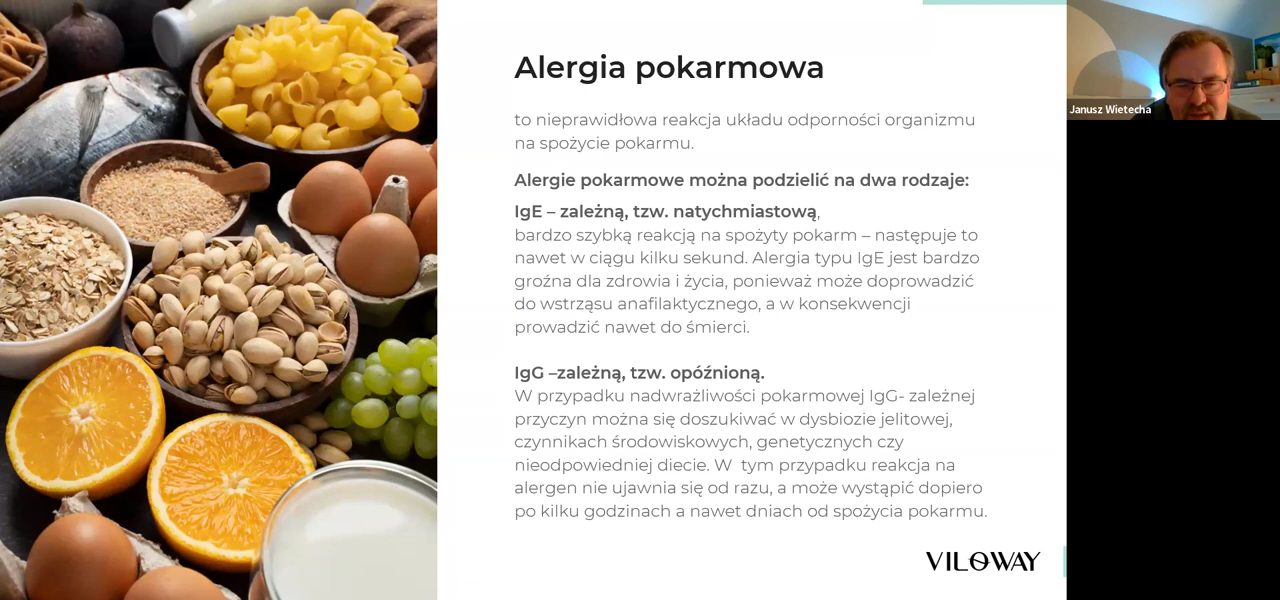 Alergia pokarmowa
to nieprawidłowa reakcja układu odporności organizmu
na spożycie pokarmu.
Alergie pokarmowe można podzielić na dwa rodzaje:
IgE – zależną, tzw. natychmiastową,
bardzo szybką reakcją na spożyty pokarm – następuje to
nawet w ciągu kilku sekund. Alergia typu IgE jest bardzo
groźna dla zdrowia i życia, ponieważ może doprowadzić
do wstrząsu anafilaktycznego, a w konsekwencji
prowadzić nawet do śmierci.
IgG –zależną, tzw. opóźnioną.
W przypadku nadwrażliwości pokarmowej IgG- zależnej
przyczyn można się doszukiwać w dysbiozie jelitowej,
czynnikach środowiskowych, genetycznych czy
nieodpowiedniej diecie. W  tym przypadku reakcja na
alergen nie ujawnia się od razu, a może wystąpić dopiero
po kilku godzinach a nawet dniach od spożycia pokarmu.
VILOWAY
Janusz Wietecha